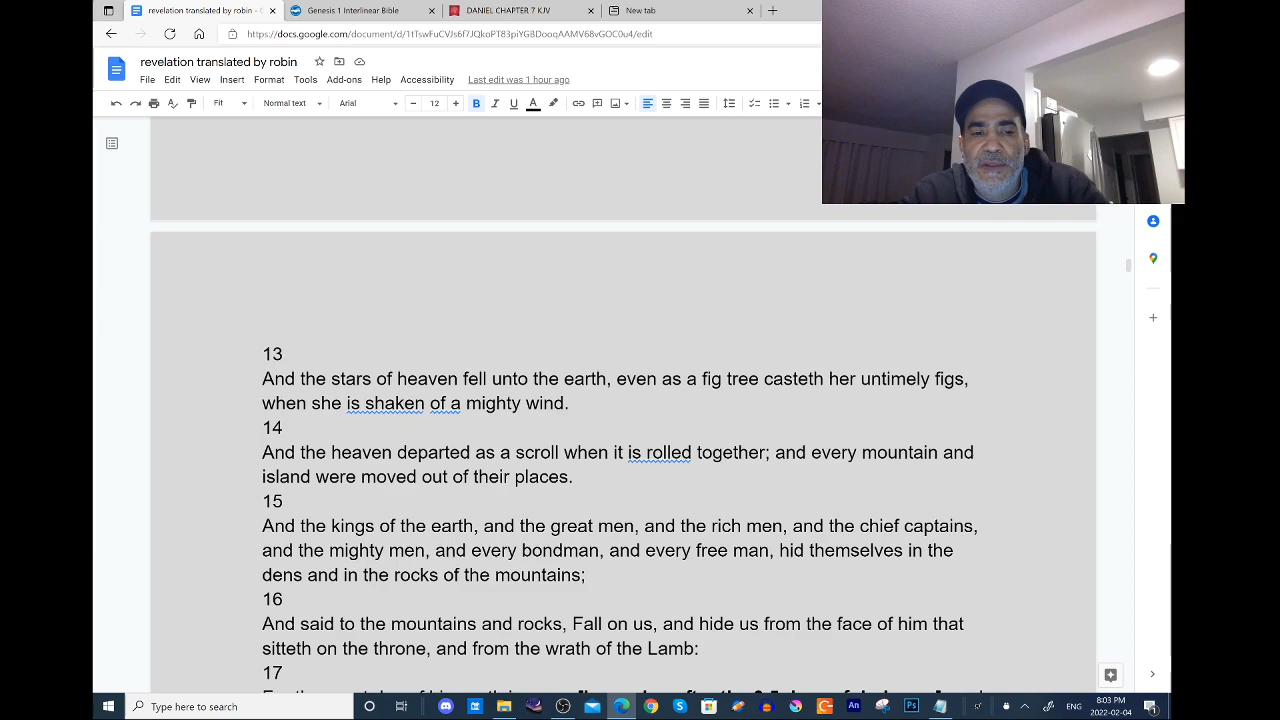 revelation translated by robin - G
Genesis 1 Interlinear Bible
DANIEL CHAPTER 7 KJV
New tab
https://docs.google.com/document/d/1tTswFuCVJs6f7JQkoPT83piYGBDooqAAMV68vGOC0u4/edit
revelation translated by robin
File Edit View Insert Format Tools Add-ons Help Accessibility Last edit was 1 hour ago
Fit Normal text Arial 12 B I U A
13
And the stars of heaven fell unto the earth, even as a fig tree casteth her untimely figs,
when she is shaken of a mighty wind.
14
And the heaven departed as a scroll when it is rolled together; and every mountain and
island were moved out of their places.
15
And the kings of the earth, and the great men, and the rich men, and the chief captains,
and the mighty men, and every bondman, and every free man, hid themselves in the
dens and in the rocks of the mountains;
16
And said to the mountains and rocks, Fall on us, and hide us from the face of him that
sitteth on the throne, and from the wrath of the Lamb:
17
Type here to search
An Ps
ENG
8:03 PM
2022-02-04